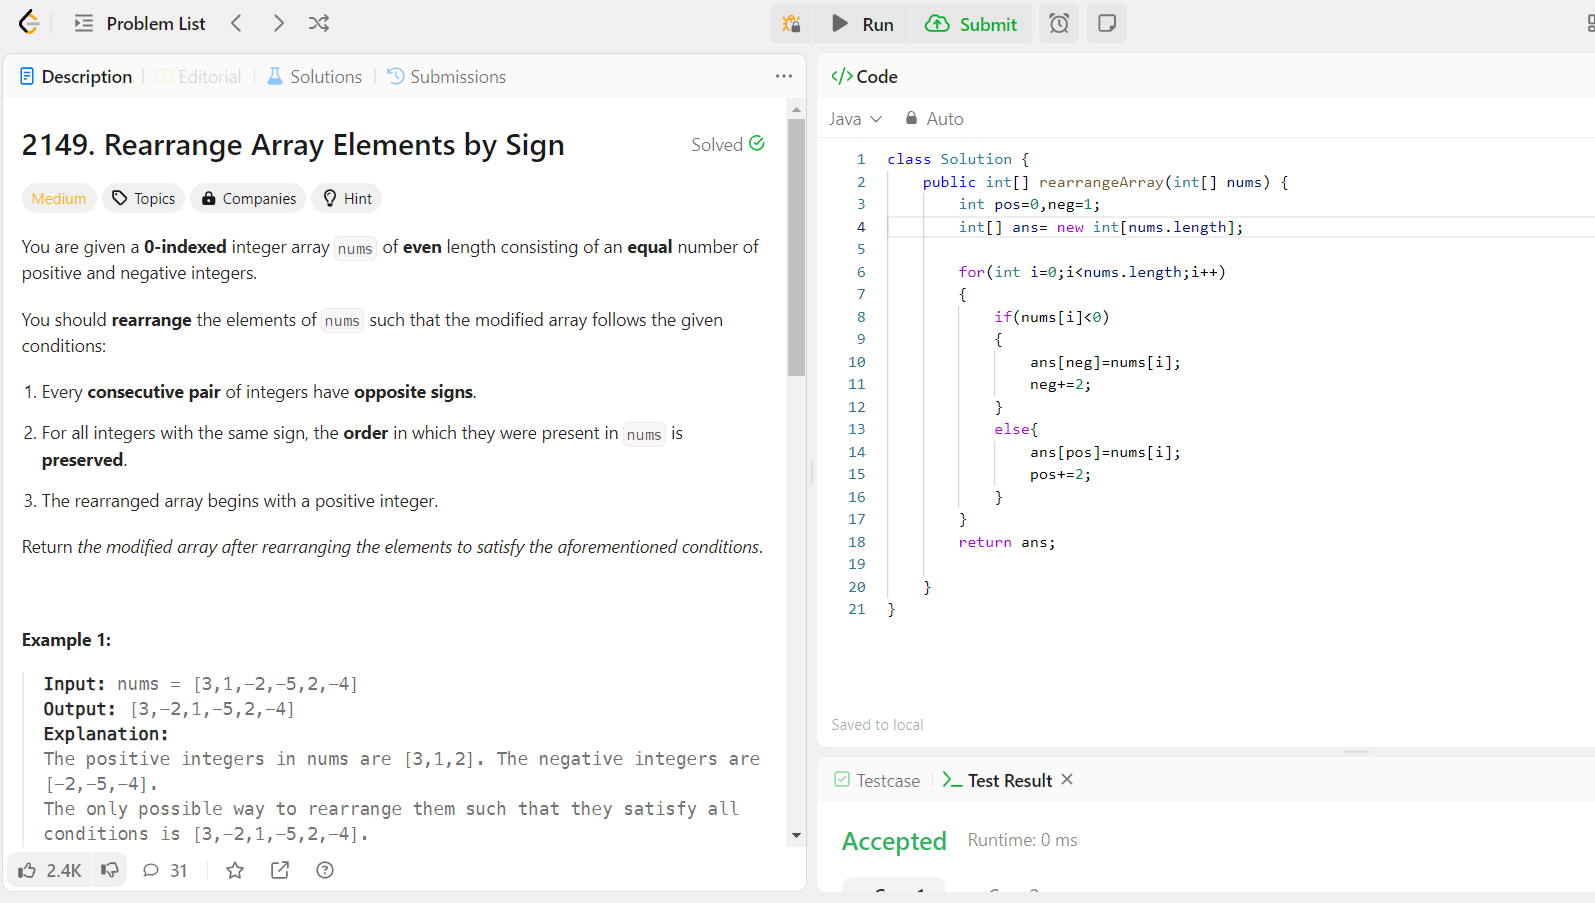 Problem List
Run
Submit
Description
Editorial
Solutions
Submissions
2149. Rearrange Array Elements by Sign
Solved
Medium
Topics
Companies
Hint
You are given a 0-indexed integer array nums of even length consisting of an equal number of
positive and negative integers.
You should rearrange the elements of nums such that the modified array follows the given
conditions:
1. Every consecutive pair of integers have opposite signs.
2. For all integers with the same sign, the order in which they were present in nums is
preserved.
3. The rearranged array begins with a positive integer.
Return the modified array after rearranging the elements to satisfy the aforementioned conditions.
Example 1:
Input: nums = [3,1,-2,-5,2,-4]
Output: [3,-2,1,-5,2,-4]
Explanation:
The positive integers in nums are [3,1,2]. The negative integers are
[-2,-5,-4].
The only possible way to rearrange them such that they satisfy all
conditions is [3,-2,1,-5,2,-4].
2.4K
31
</> Code
Java
Auto
1 class Solution {
2 public int[] rearrangeArray(int[] nums) {
3 int pos=0,neg=1;
4 int[] ans= new int[nums.length];
5
6 for(int i=0;i<nums.length;i++)
7 {
8 if(nums[i]<0)
9 {
10 ans[neg]=nums[i];
11 neg+=2;
12 }
13 else{
14 ans[pos]=nums[i];
15 pos+=2;
16 }
17 }
18 return ans;
19
20 }
21 }
Saved to local
Testcase
Test Result
Accepted
Runtime: 0 ms